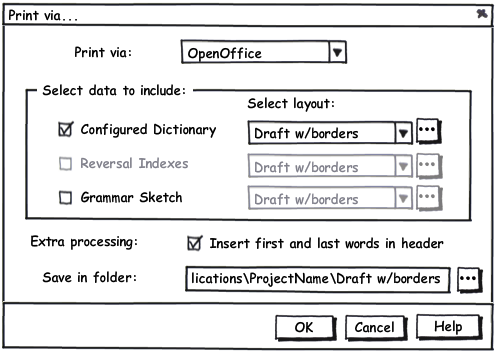 Print via...
Print via: OpenOffice
Select data to include:
Select layout:
Configured Dictionary Draft w/borders ...
Reversal Indexes Draft w/borders ...
Grammar Sketch Draft w/borders ...
Extra processing: Insert first and last words in header
Save in folder: lications\ProjectName\Draft w/borders ...
OK Cancel Help